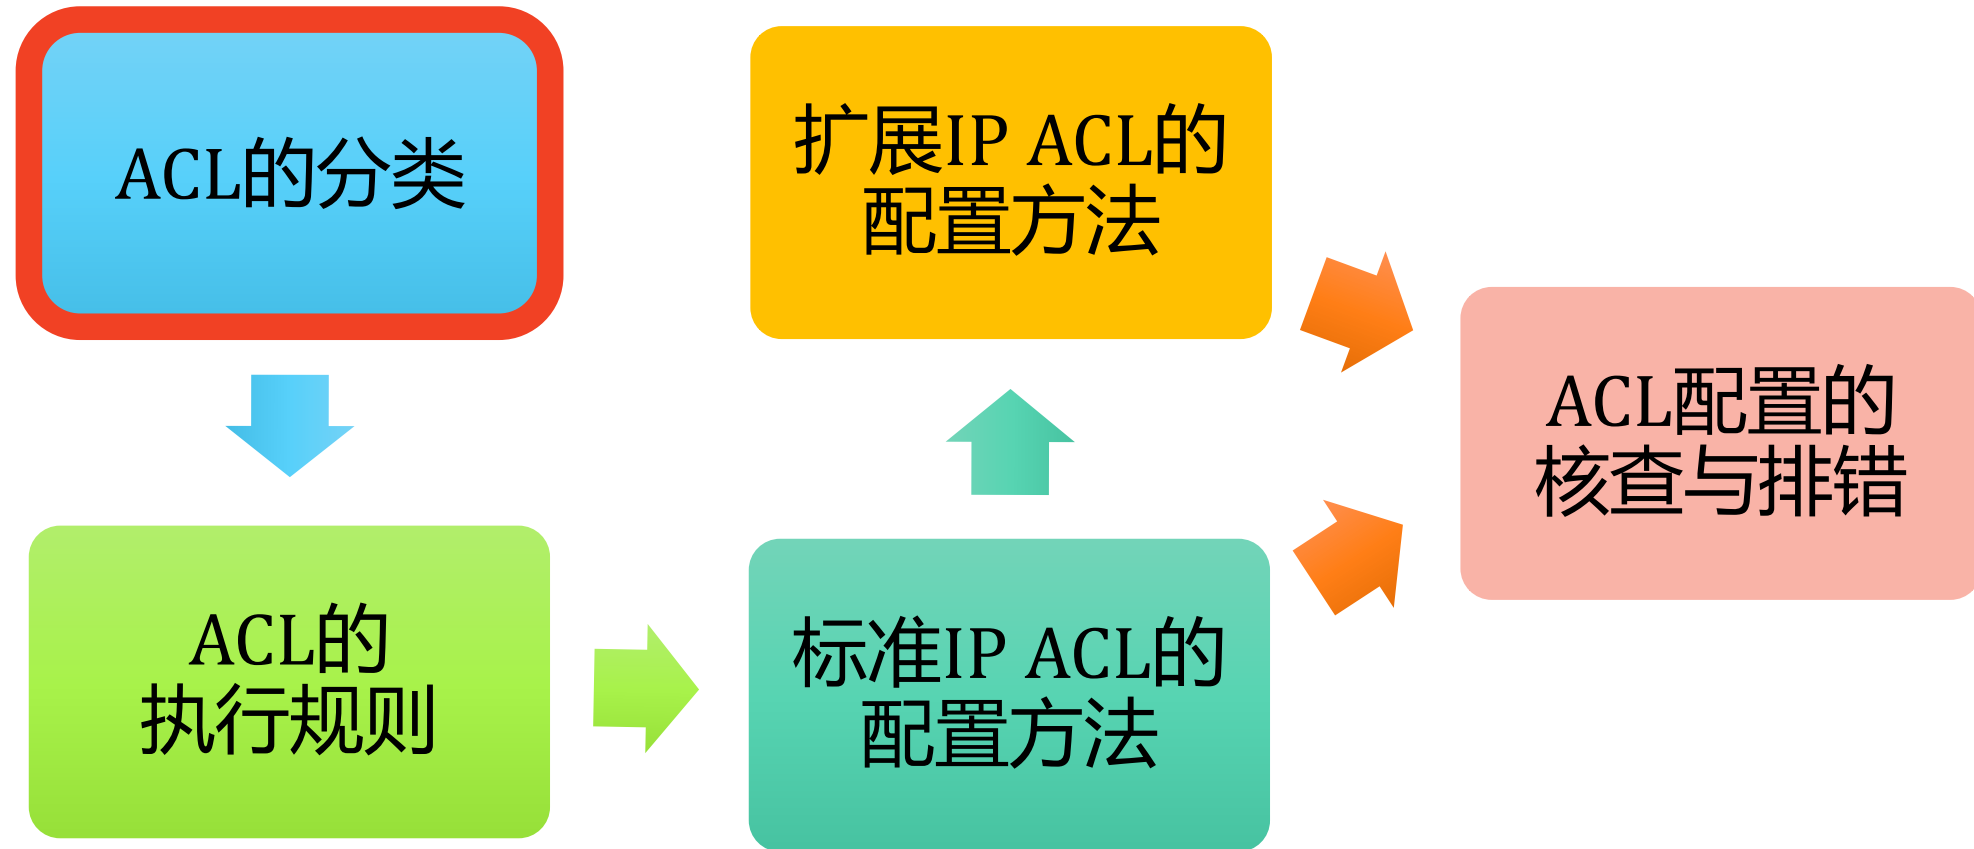 ACL的分类
ACL的
执行规则
标准IP ACL的
配置方法
扩展IP ACL的
配置方法
ACL配置的
核查与排错